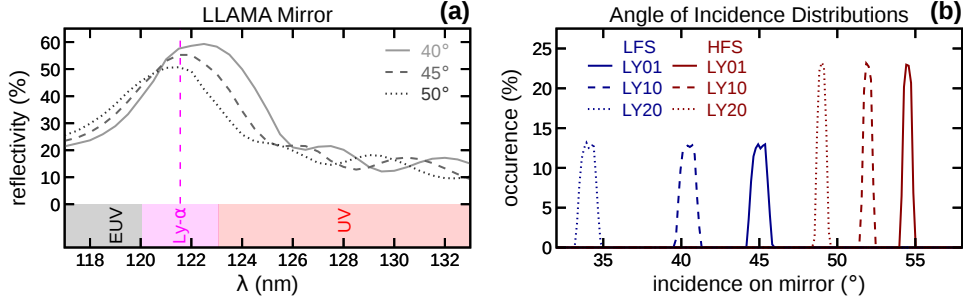 LLAMA Mirror
(a)
60
50
40
30
20
10
0
reflectivity (%)
40°
45°
50°
EUV
Ly-α
UV
118
120
122
124
126
128
130
132
λ (nm)
Angle of Incidence Distributions
(b)
25
20
15
10
5
0
occurence (%)
LFS HFS
LY01 LY01
LY10 LY10
LY20 LY20
35
40
45
50
55
incidence on mirror (°)